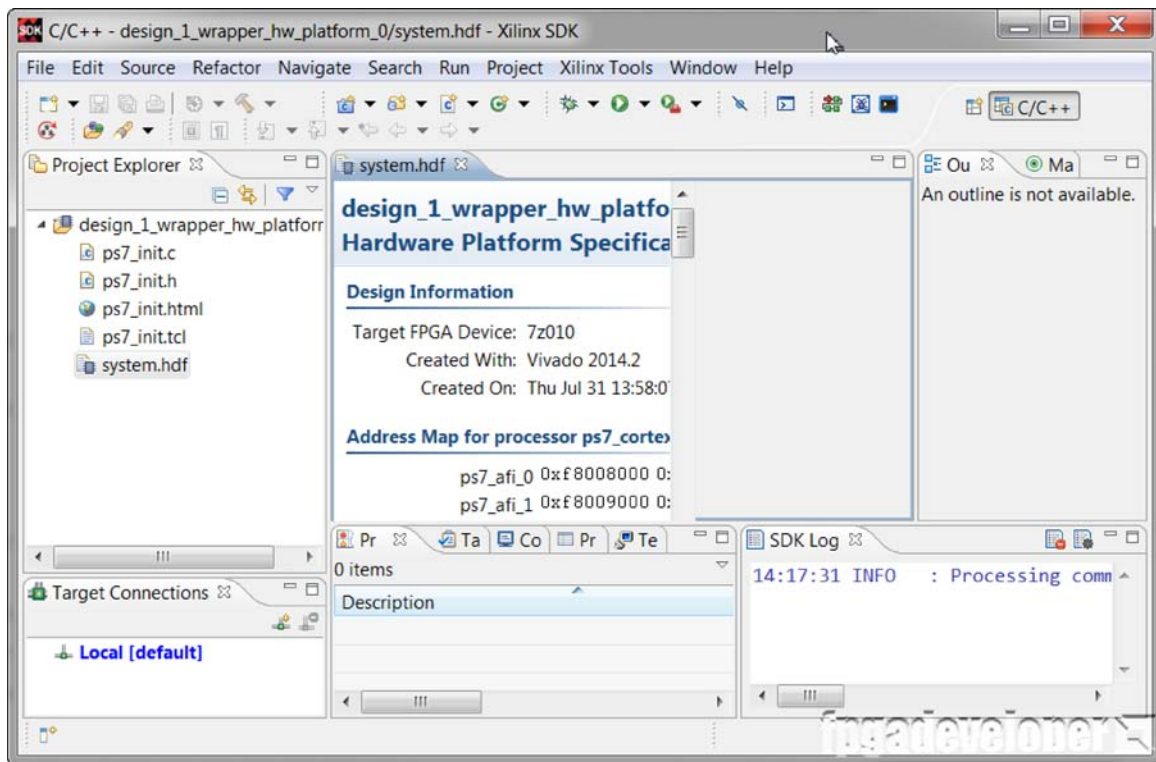 SDK C/C++ - design_1_wrapper_hw_platform_0/system.hdf - Xilinx SDK
File Edit Source Refactor Navigate Search Run Project Xilinx Tools Window Help
C/C++
Project Explorer
design_1_wrapper_hw_platforr
ps7_init.c
ps7_init.h
ps7_init.html
ps7_init.tcl
system.hdf
Target Connections
Local [default]
system.hdf
design_1_wrapper_hw_platfo
Hardware Platform Specifica
Design Information
Target FPGA Device: 7z010
Created With: Vivado 2014.2
Created On: Thu Jul 31 13:58:0
Address Map for processor ps7_cortex
ps7_afi_0 0xf8008000 0:
ps7_afi_1 0xf8009000 0:
Ou Ma
An outline is not available.
Pr Ta Co Pr Te
0 items
Description
SDK Log
14:17:31 INFO : Processing comm
fpgadeveloper